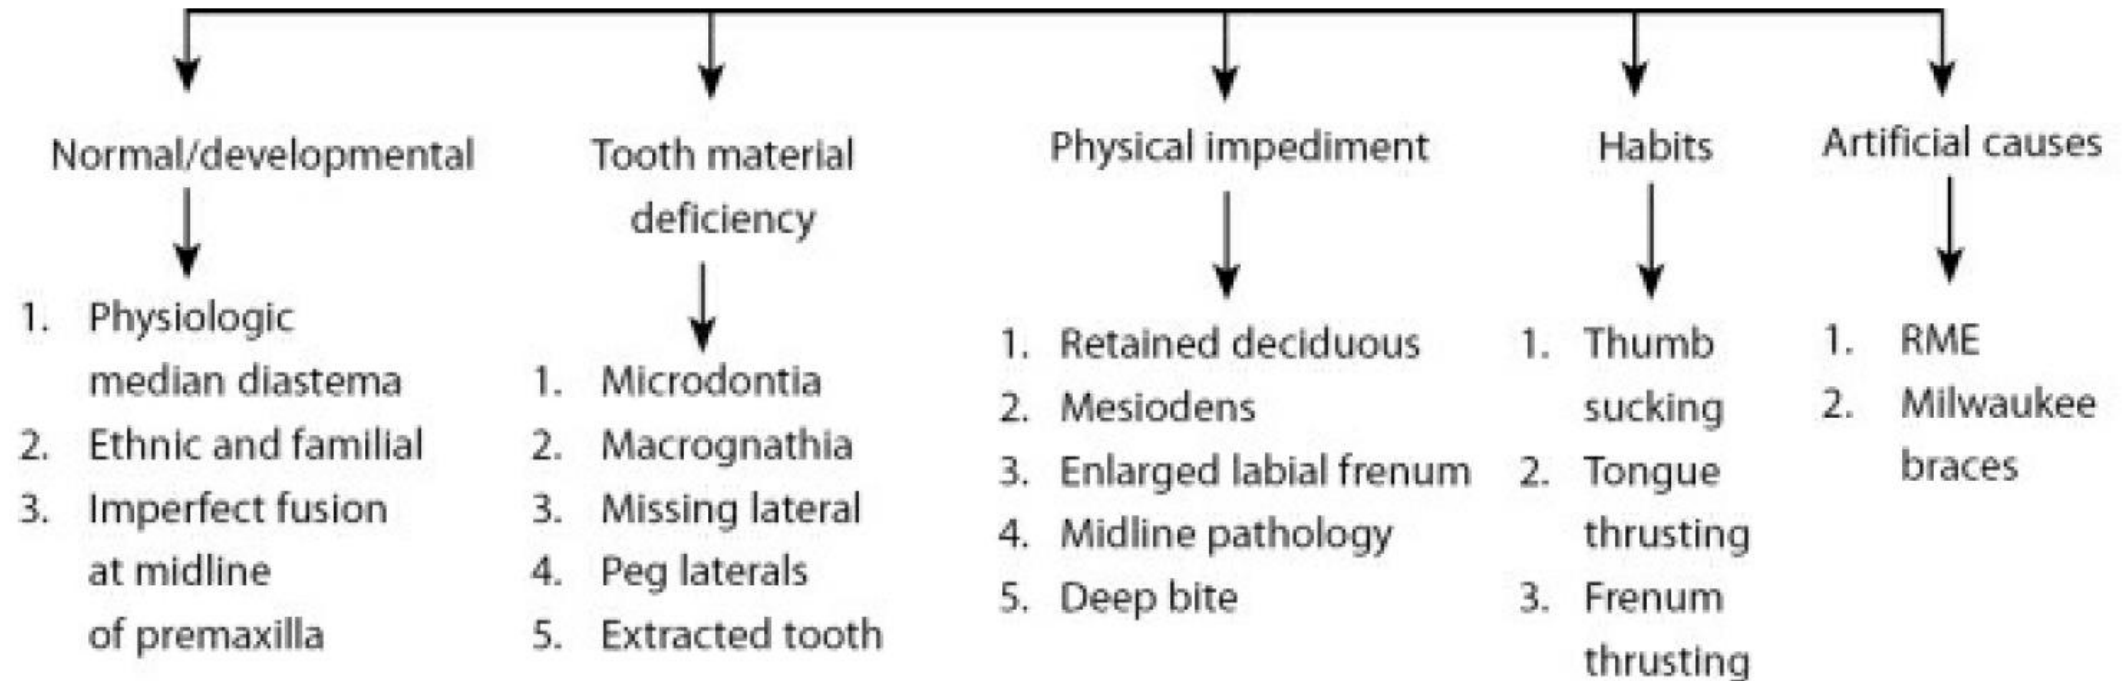 Normal/developmental
1. Physiologic
median diastema
2. Ethnic and familial
3. Imperfect fusion
at midline
of premaxilla
Tooth material
deficiency
1. Microdontia
2. Macrognathia
3. Missing lateral
4. Peg laterals
5. Extracted tooth
Physical impediment
1. Retained deciduous
2. Mesiodens
3. Enlarged labial frenum
4. Midline pathology
5. Deep bite
Habits
1. Thumb
sucking
2. Tongue
thrusting
3. Frenum
thrusting
Artificial causes
1. RME
2. Milwaukee
braces